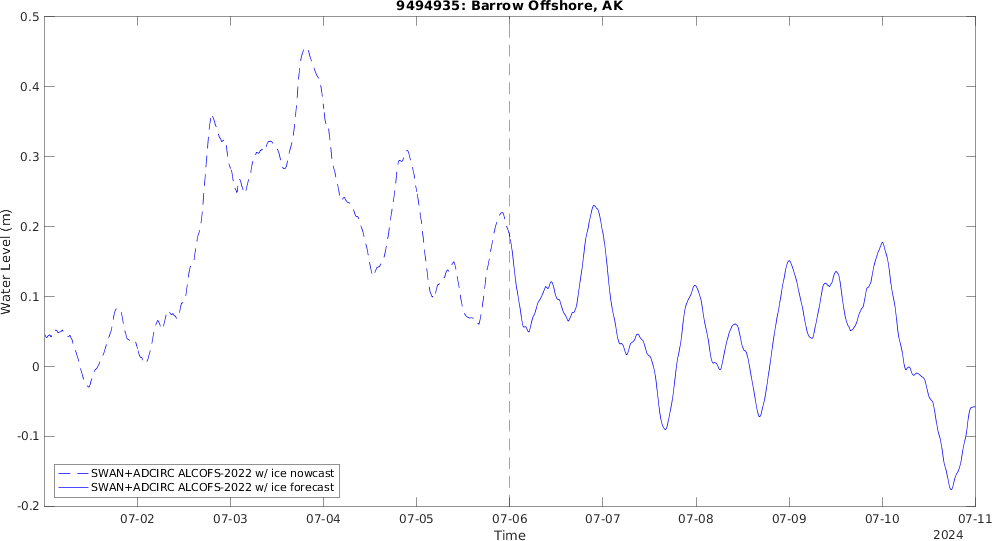 9494935: Barrow Offshore, AK
Water Level (m)
0.5
0.4
0.3
0.2
0.1
0
-0.1
-0.2
SWAN+ADCIRC ALCOFS-2022 w/ ice nowcast
SWAN+ADCIRC ALCOFS-2022 w/ ice forecast
07-02 07-03 07-04 07-05 07-06 07-07 07-08 07-09 07-10 07-11
Time
2024